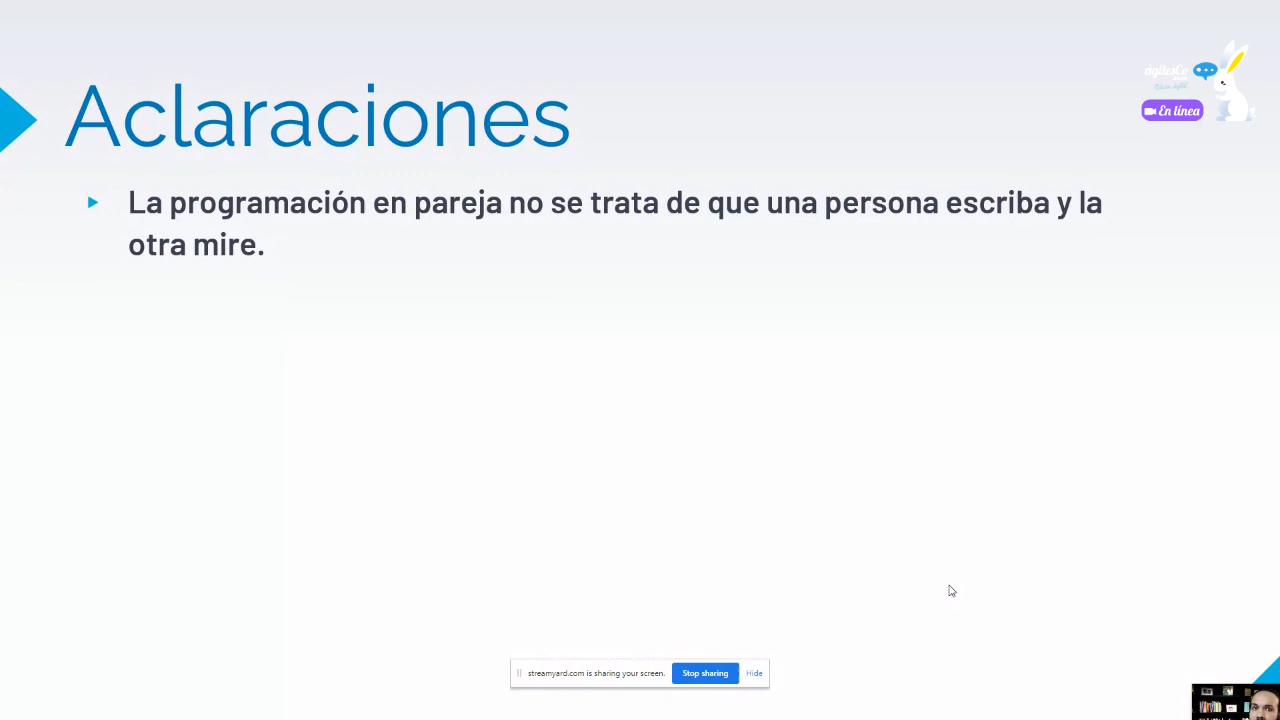 Aclaraciones
ágilesCo
En línea
La programación en pareja no se trata de que una persona escriba y la
otra mire.
streamyard.com is sharing your screen.
Stop sharing
Hide